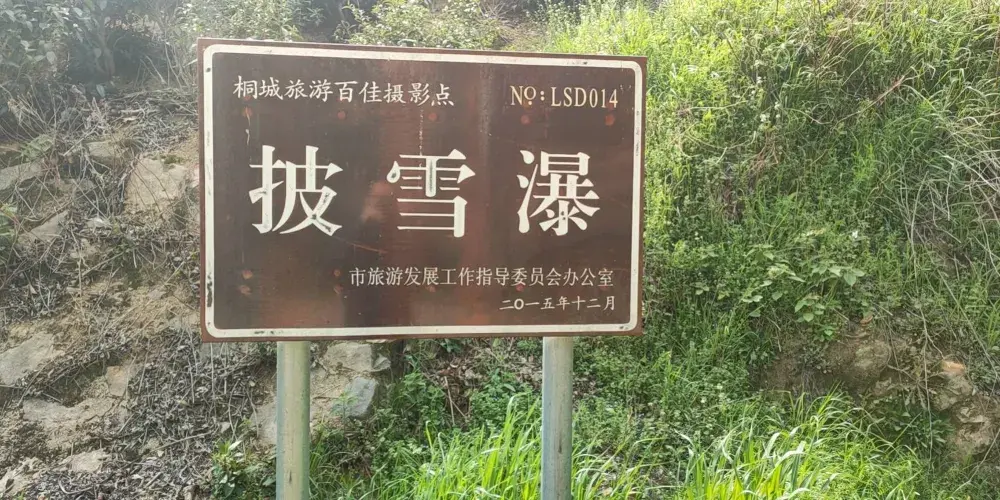 桐城旅游百佳摄影点 NO:LSD014
披雪瀑
市旅游发展工作指导委员会办公室
二O一五年十二月